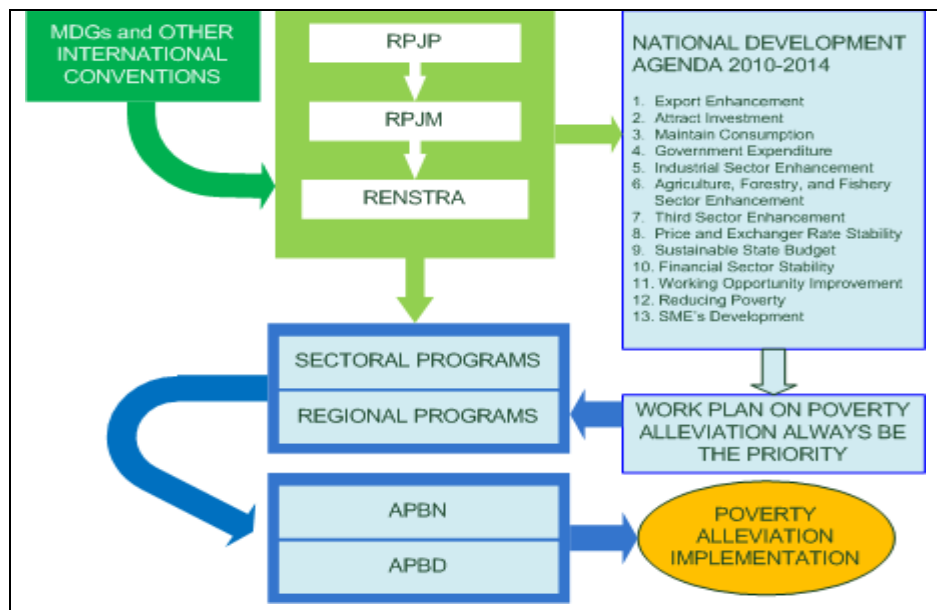 MDGs and OTHER
INTERNATIONAL
CONVENTIONS
RPJP
RPJM
RENSTRA
NATIONAL DEVELOPMENT
AGENDA 2010-2014
1. Export Enhancement
2. Attract Investment
3. Maintain Consumption
4. Government Expenditure
5. Industrial Sector Enhancement
6. Agriculture, Forestry, and Fishery
Sector Enhancement
7. Third Sector Enhancement
8. Price and Exchanger Rate Stability
9. Sustainable State Budget
10. Financial Sector Stability
11. Working Opportunity Improvement
12. Reducing Poverty
13. SME's Development
SECTORAL PROGRAMS
REGIONAL PROGRAMS
WORK PLAN ON POVERTY
ALLEVIATION ALWAYS BE
THE PRIORITY
APBN
APBD
POVERTY
ALLEVIATION
IMPLEMENTATION